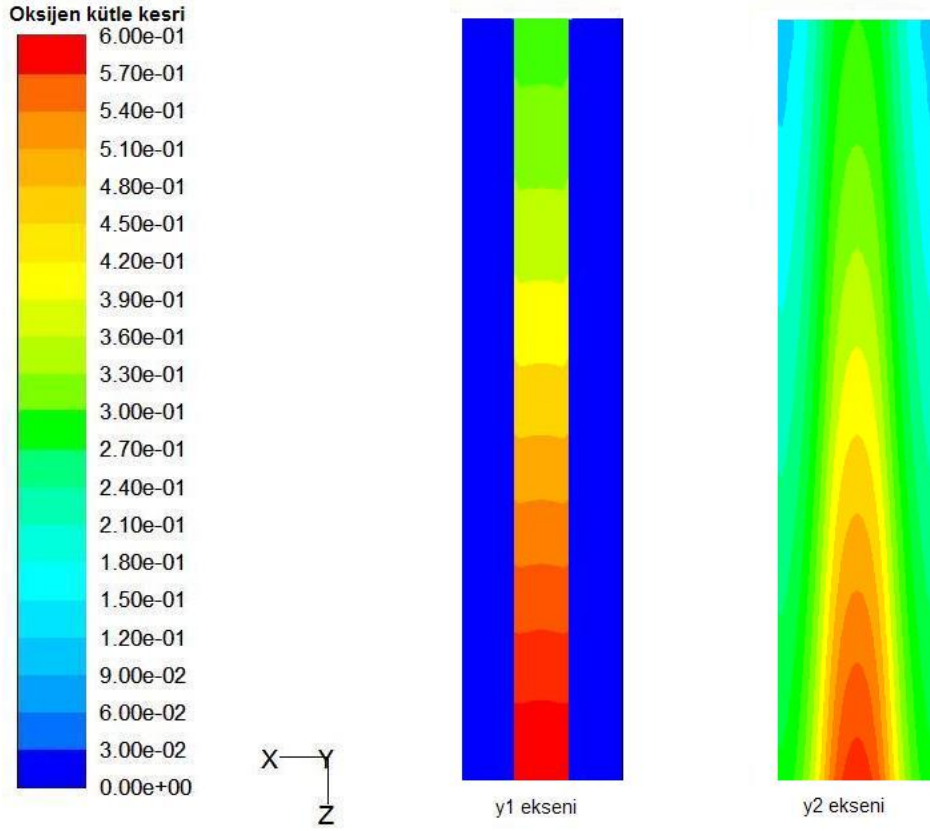 Oksijen kütle kesri
6.00e-01
5.70e-01
5.40e-01
5.10e-01
4.80e-01
4.50e-01
4.20e-01
3.90e-01
3.60e-01
3.30e-01
3.00e-01
2.70e-01
2.40e-01
2.10e-01
1.80e-01
1.50e-01
1.20e-01
9.00e-02
6.00e-02
3.00e-02
0.00e+00
X Y
Z
y1 ekseni
y2 ekseni